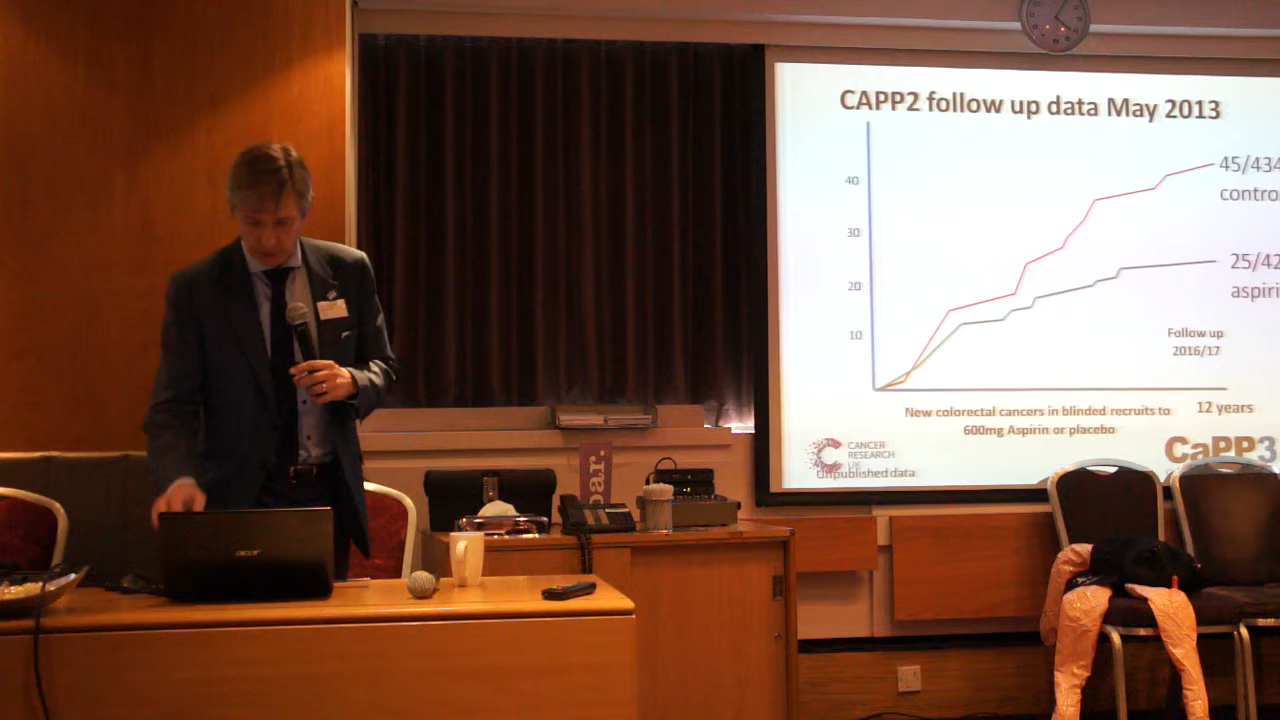 CAPP2 follow up data May 2013
45/434
contro
40
30
25/42
aspiri
20
10
Follow up
2016/17
12 years
New colorectal cancers in blinded recruits to
600mg Aspirin or placebo
CANCER
RESEARCH
UK
Unpublished data
CaPP3
bar.
acer